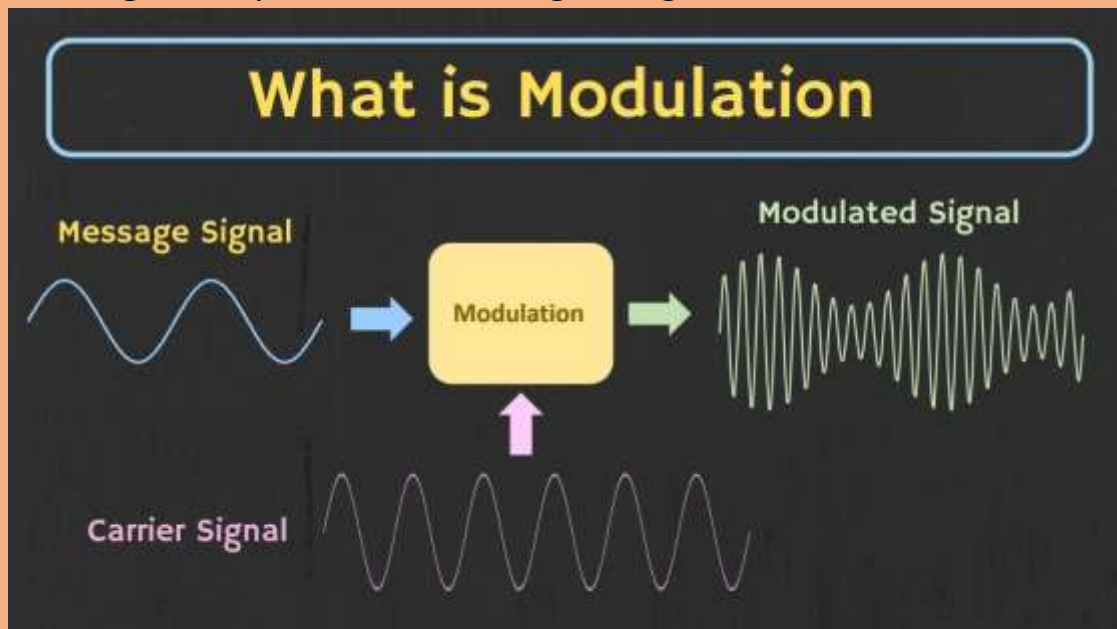 What is Modulation
Message Signal
Modulated Signal
Modulation
Carrier Signal